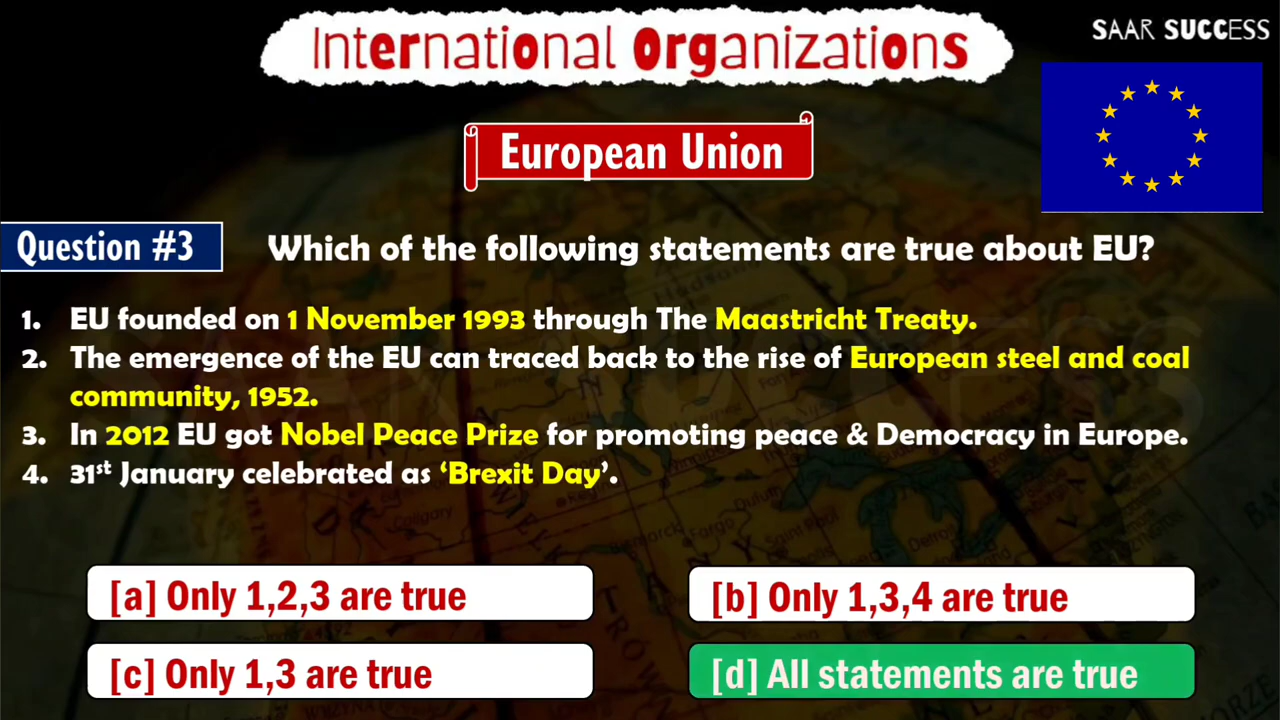 International Organizations
SAAR SUCCESS
European Union
Question #3
Which of the following statements are true about EU?
1. EU founded on 1 November 1993 through The Maastricht Treaty.
2. The emergence of the EU can traced back to the rise of European steel and coal
community, 1952.
3. In 2012 EU got Nobel Peace Prize for promoting peace & Democracy in Europe.
4. 31st January celebrated as ‘Brexit Day’.
[a] Only 1,2,3 are true
[b] Only 1,3,4 are true
[c] Only 1,3 are true
[d] All statements are true